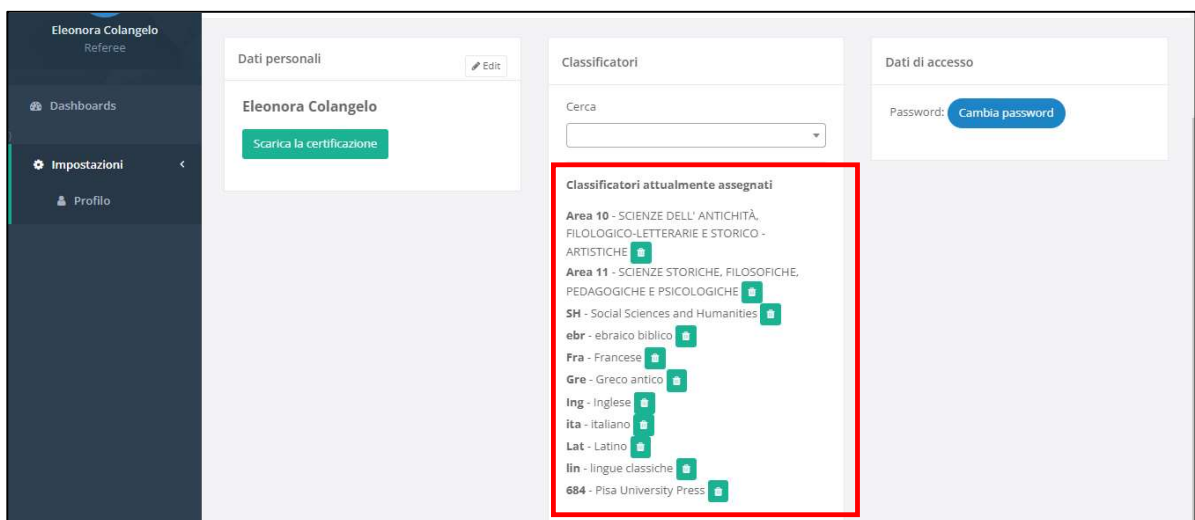 Eleonora Colangelo
Referee
Dashboards
Impostazioni
Profilo
Dati personali
Edit
Eleonora Colangelo
Scarica la certificazione
Classificatori
Cerca
Classificatori attualmente assegnati
Area 10 - SCIENZE DELL' ANTICHITÀ,
FILOLOGICO-LETTERARIE E STORICO -
ARTISTICHE
Area 11 - SCIENZE STORICHE, FILOSOFICHE,
PEDAGOGICHE E PSICOLOGICHE
SH - Social Sciences and Humanities
ebr - ebraico biblico
Fra - Francese
Gre - Greco antico
Ing - Inglese
ita - italiano
Lat - Latino
lin - lingue classiche
684 - Pisa University Press
Dati di accesso
Password: Cambia password